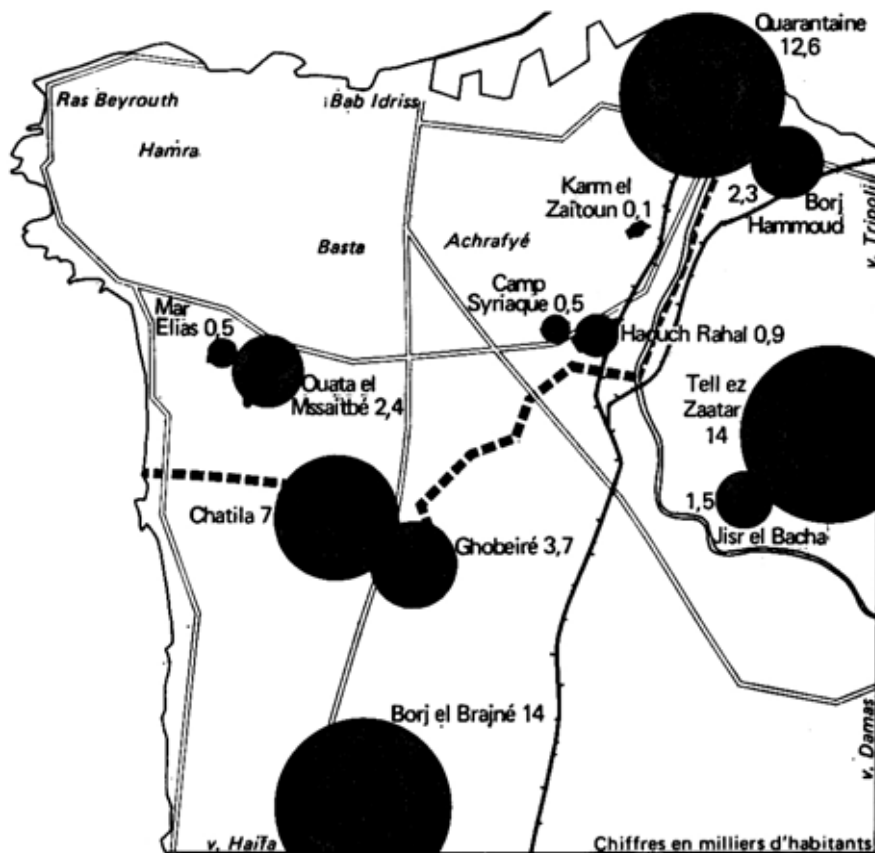 Quarantaine
12,6
Ras Beyrouth
Bab Idriss
Hamra
Karm el
Zaïtoun 0,1
2,3
Borj
Hammoud
v. Tripoli
Basta
Achrafyé
Camp
Syriaque 0,5
Mar
Elias 0,5
Haouch Rahal 0,9
Ouata el
Mssaïtbé 2,4
Tell ez
Zaatar
14
1,5
Jisr el Bacha
Chatila 7
Ghobeiré 3,7
Borj el Brajné 14
v. Damas
v. Haïfa
Chiffres en milliers d'habitants